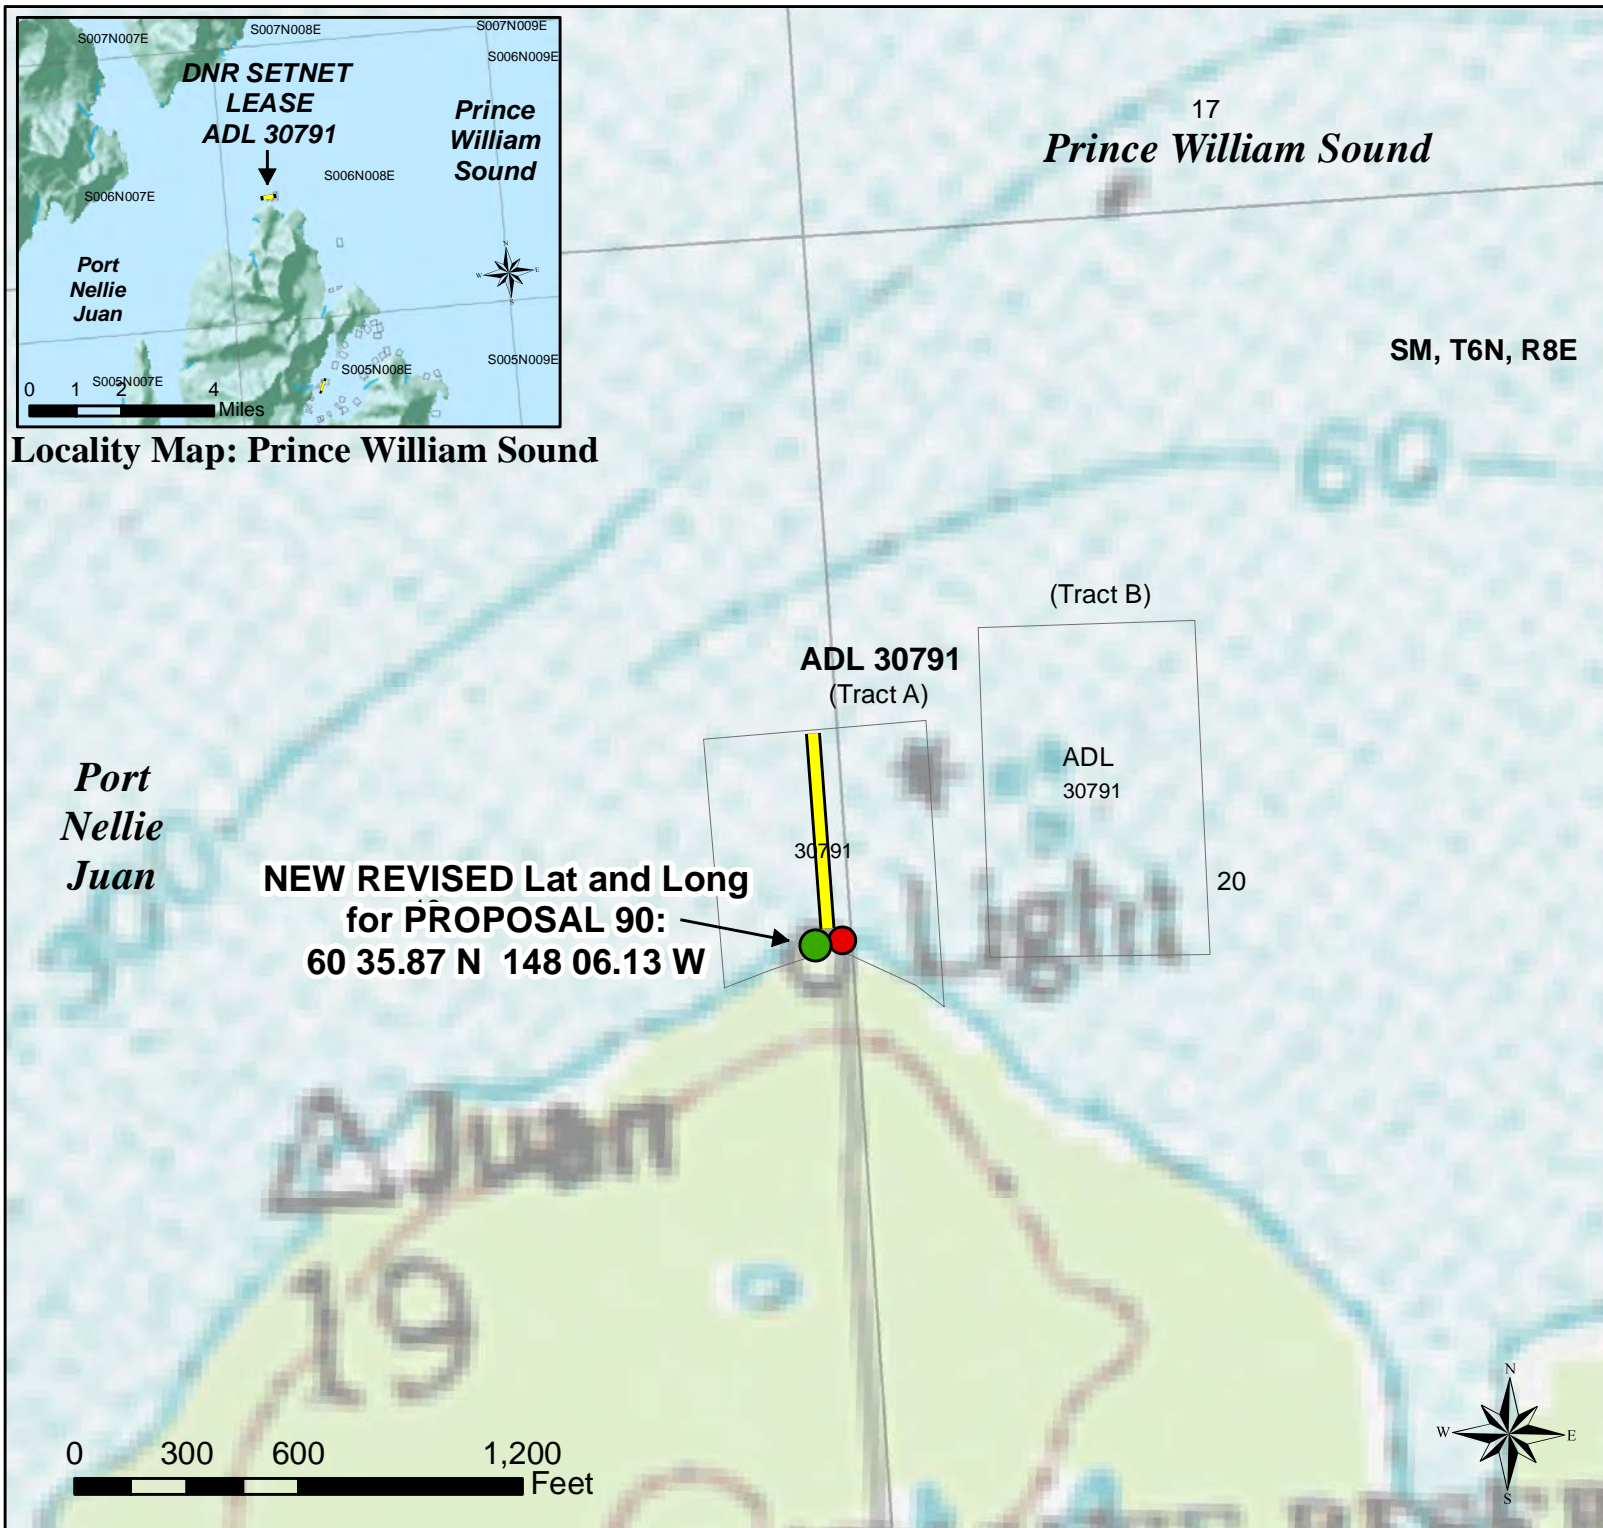 S007N007E
S007N008E
S007N009E
S006N009E
DNR SETNET
LEASE
ADL 30791
Prince
William
Sound
S006N008E
S006N007E
Port
Nellie
Juan
N
W
E
S
S005N009E
S005N008E
S005N007E
0 1 2 4
Miles
Locality Map: Prince William Sound
17
Prince William Sound
SM, T6N, R8E
60
(Tract B)
ADL 30791
(Tract A)
ADL
30791
30791
20
Port
Nellie
Juan
300
Light
NEW REVISED Lat and Long
for PROPOSAL 90:
60 35.87 N 148 06.13 W
Juan
19
0 300 600 1,200
Feet
N
W
E
S